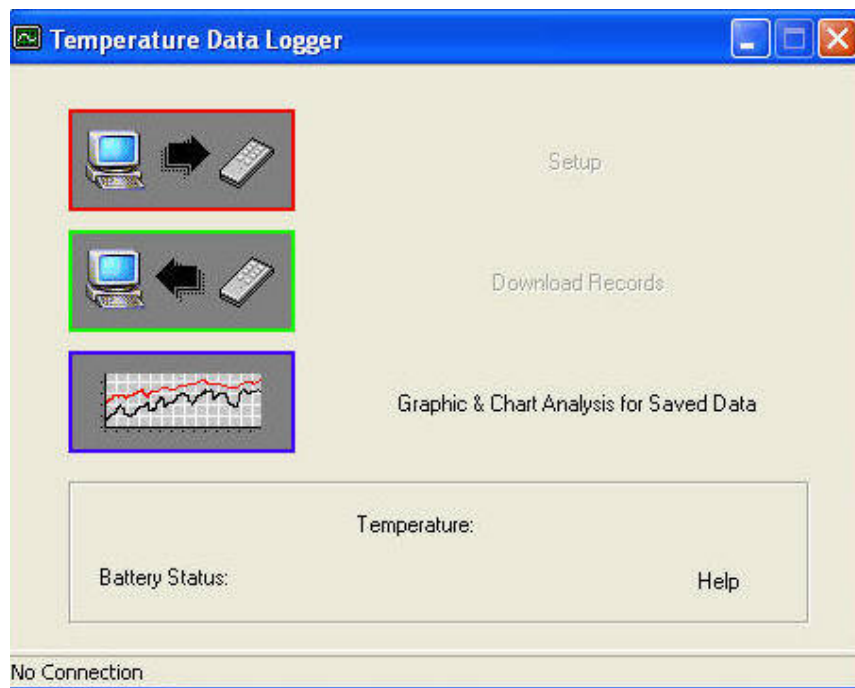 Temperature Data Logger
Setup
Download Records
Graphic & Chart Analysis for Saved Data
Temperature:
Battery Status:
Help
No Connection